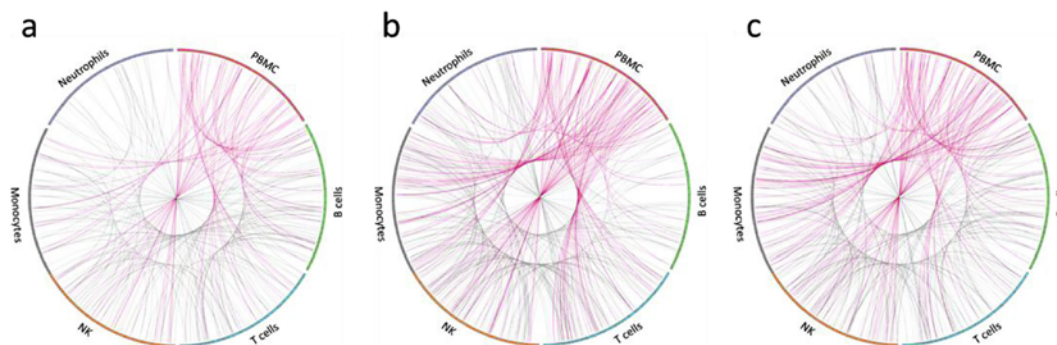 a
Neutrophils
PBMC
B cells
T cells
NK
Monocytes
b
Neutrophils
PBMC
B cells
T cells
NK
Monocytes
c
Neutrophils
PBMC
T cells
NK
Monocytes